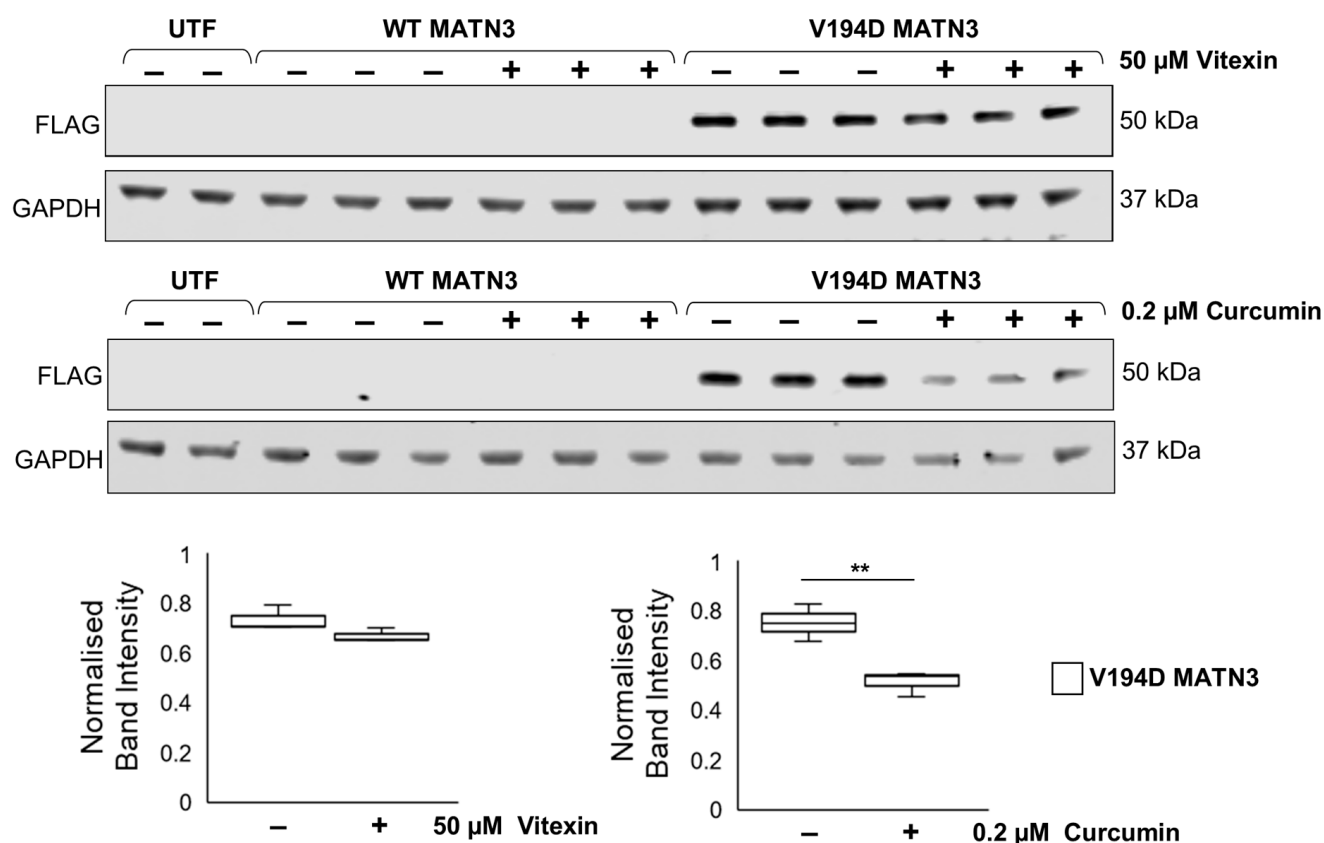 UTF WT MATN3 V194D MATN3
– – – – – + + + – – – + + + 50 µM Vitexin
FLAG 50 kDa
GAPDH 37 kDa
UTF WT MATN3 V194D MATN3
– – – – – + + + – – – + + + 0.2 µM Curcumin
FLAG 50 kDa
GAPDH 37 kDa
Normalised
Band Intensity
1
0.8
0.6
0.4
0.2
0
– + 50 µM Vitexin
Normalised
Band Intensity
1
0.8
0.6
0.4
0.2
0
**
– + 0.2 µM Curcumin
V194D MATN3